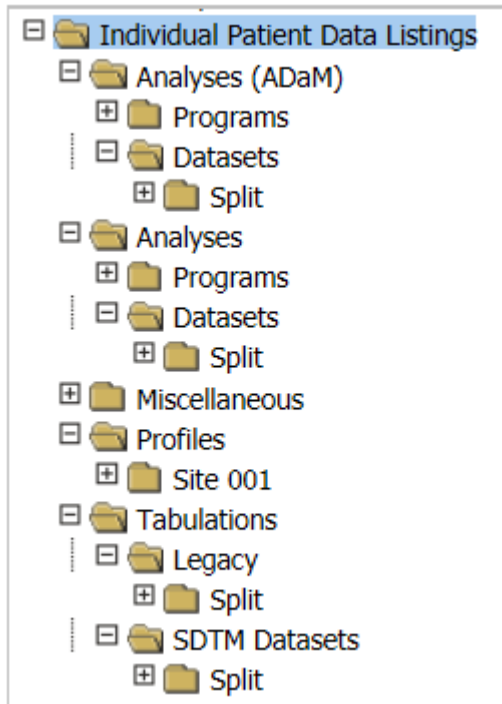 Individual Patient Data Listings
Analyses (ADaM)
Programs
Datasets
Split
Analyses
Programs
Datasets
Split
Miscellaneous
Profiles
Site 001
Tabulations
Legacy
Split
SDTM Datasets
Split